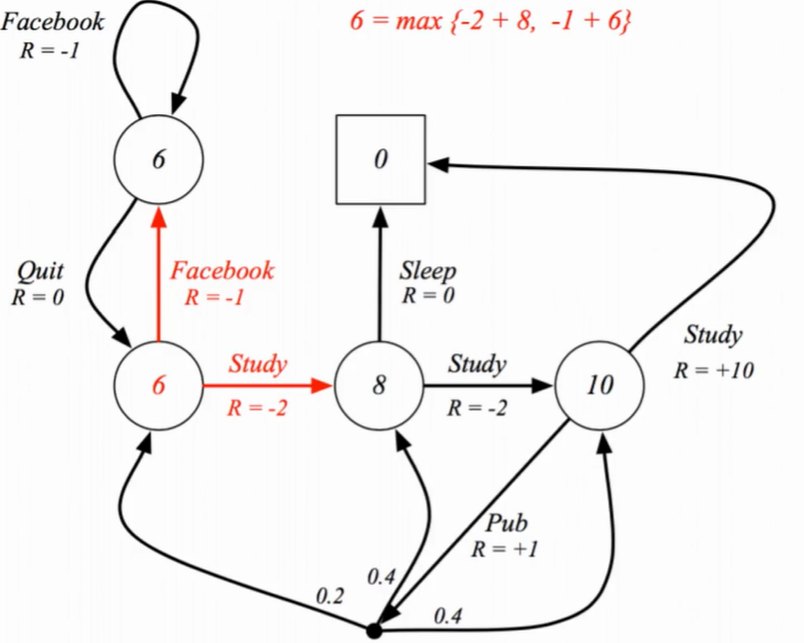 Facebook
R = -1
6 = max {-2 + 8, -1 + 6}
6
0
Quit
R = 0
Facebook
R = -1
Sleep
R = 0
Study
R = +10
6
Study
R = -2
8
Study
R = -2
10
Pub
R = +1
0.4
0.2
0.4